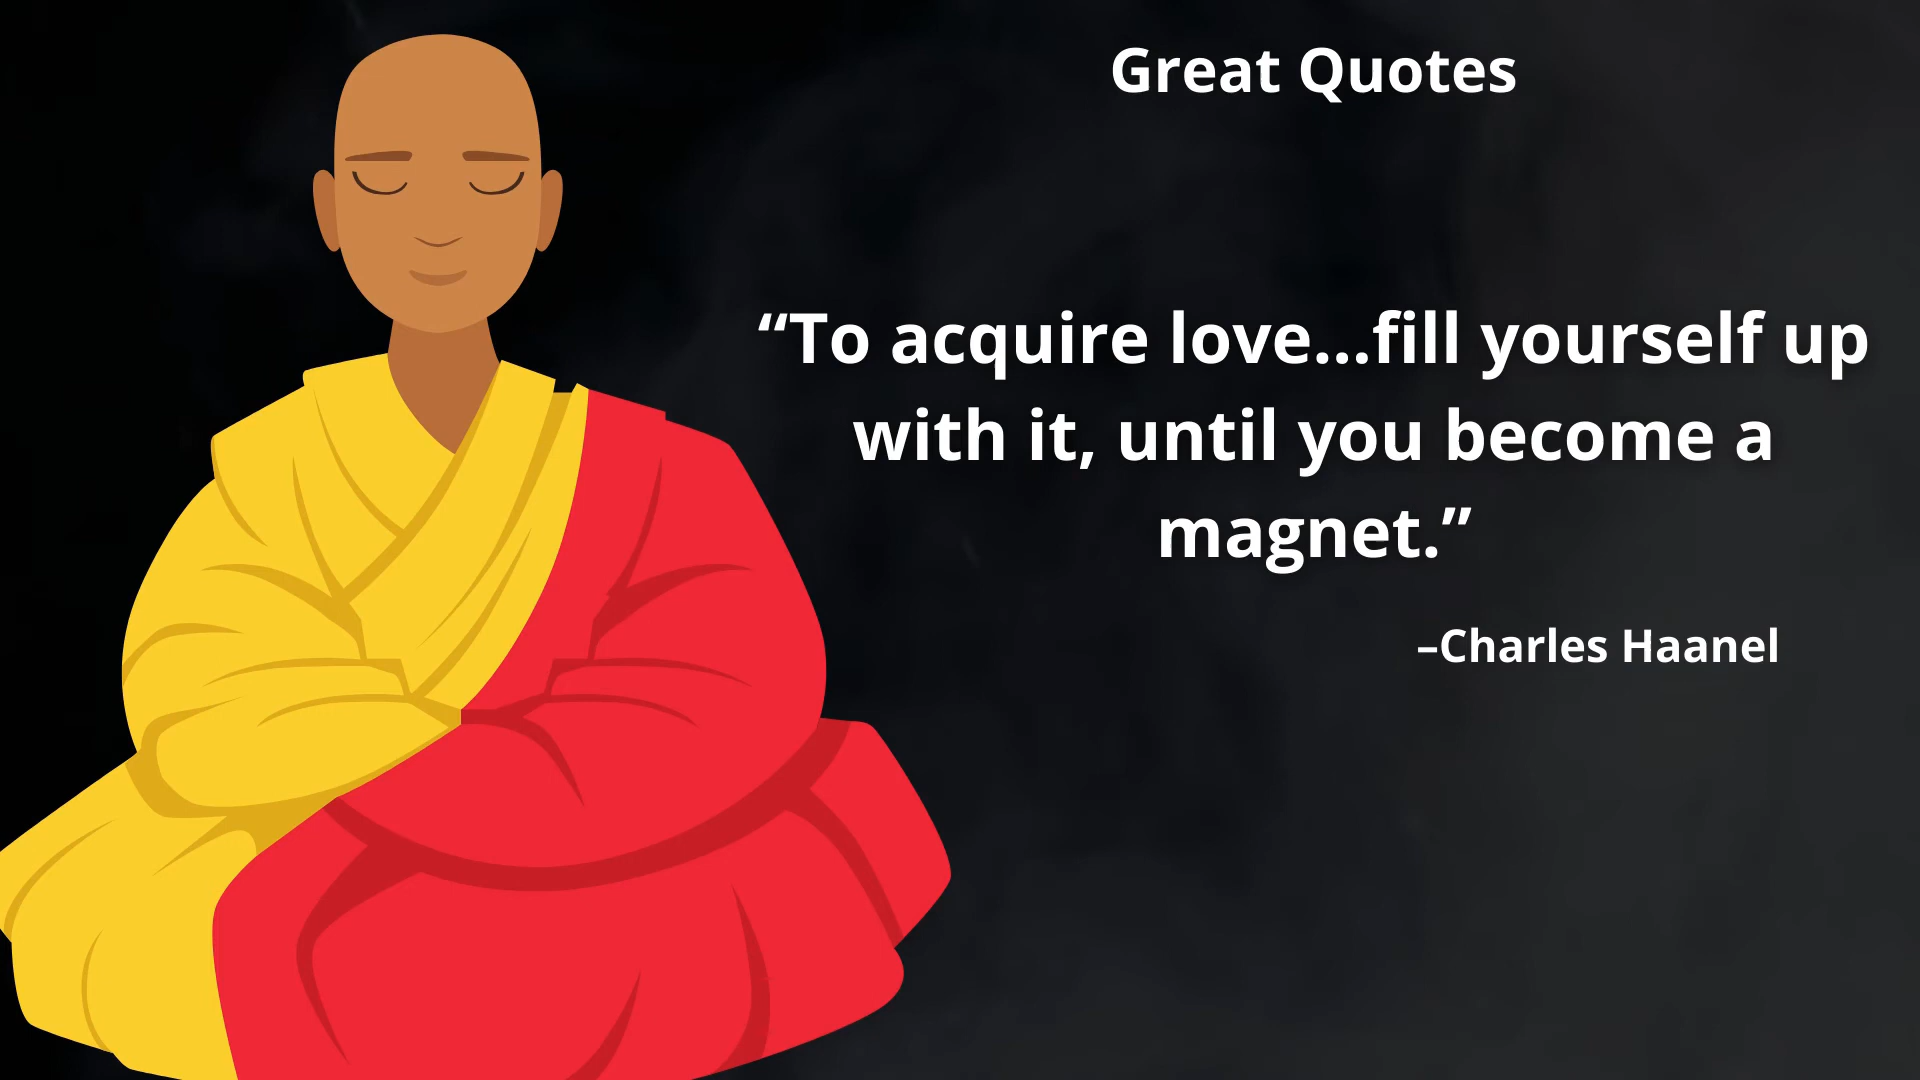 Great Quotes
“To acquire love...fill yourself up
with it, until you become a
magnet.”
–Charles Haanel